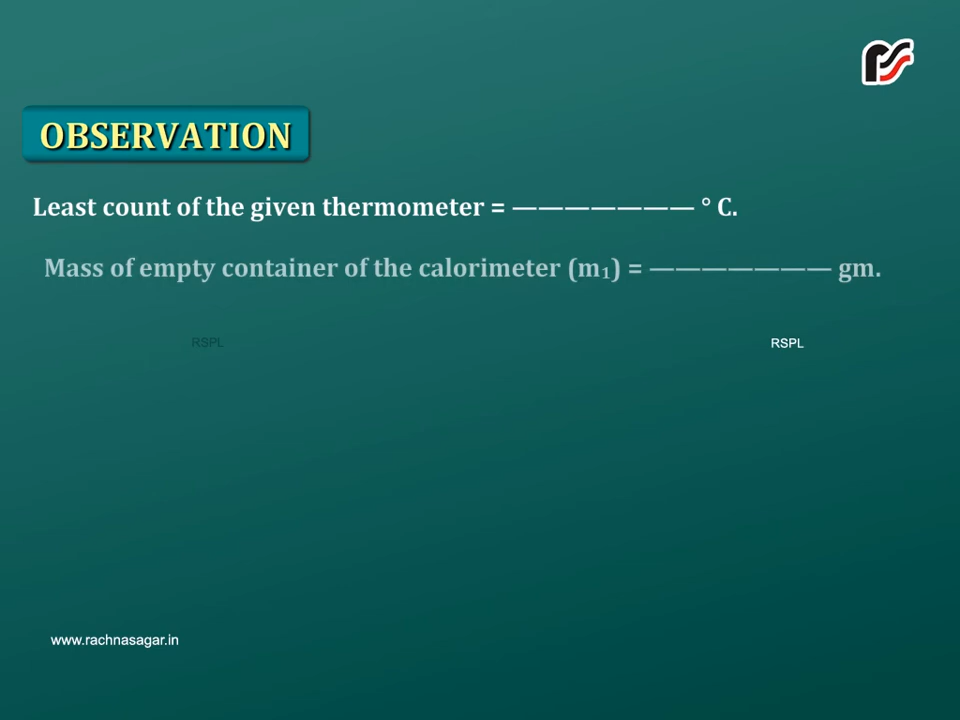 OBSERVATION
Least count of the given thermometer = ——————— ° C.
Mass of empty container of the calorimeter (m₁) = ——————— gm.
RSPL RSPL
www.rachnasagar.in